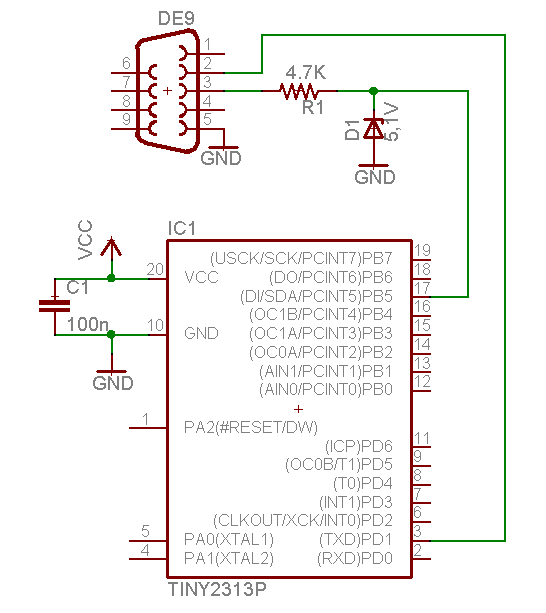 DE9
1
6
2
7
3
8
4
9
5
4.7K
R1
D1
5,1V
GND
GND
VCC
IC1
C1
100n
GND
20
VCC
10
GND
1
PA2(#RESET/DW)
5
PA0(XTAL1)
4
PA1(XTAL2)
(USCK/SCK/PCINT7)PB7
19
(DO/PCINT6)PB6
18
(DI/SDA/PCINT5)PB5
17
(OC1B/PCINT4)PB4
16
(OC1A/PCINT3)PB3
15
(OC0A/PCINT2)PB2
14
(AIN1/PCINT1)PB1
13
(AIN0/PCINT0)PB0
12
(ICP)PD6
11
(OC0B/T1)PD5
9
(T0)PD4
8
(INT1)PD3
7
(CLKOUT/XCK/INT0)PD2
6
(TXD)PD1
3
(RXD)PD0
2
TINY2313P